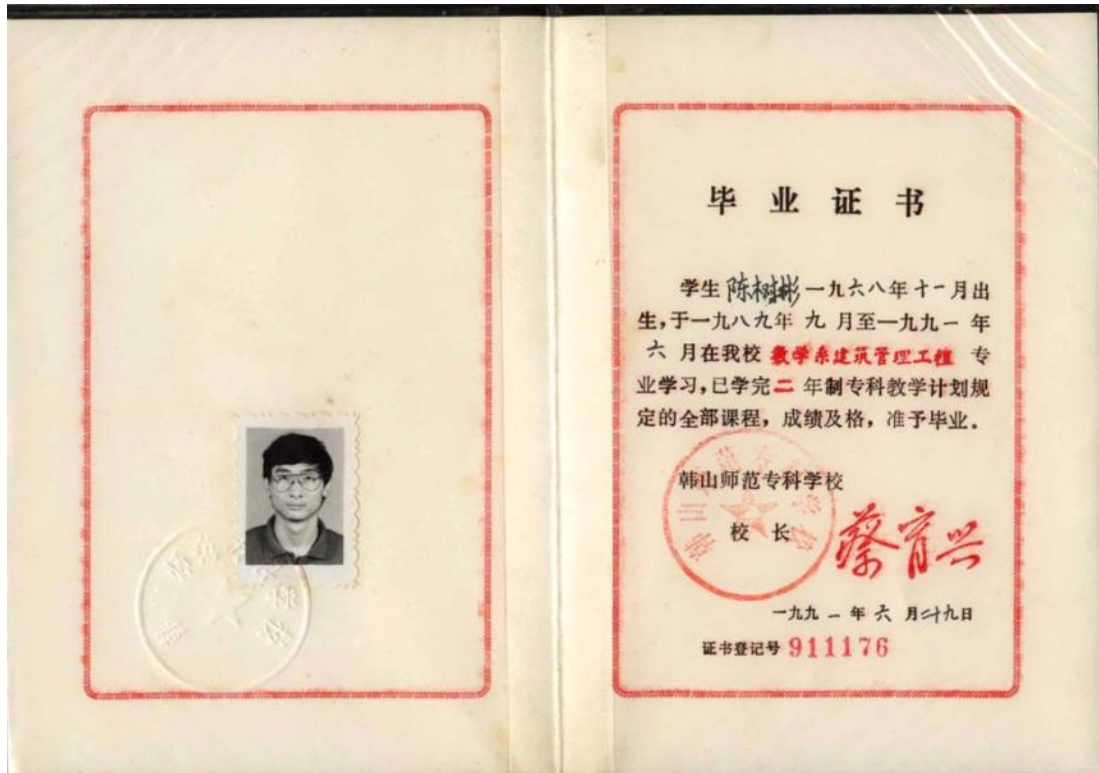 毕业证书
学生 陈树彬 一九六八年十一月出
生,于一九八九年 九 月至一九九一 年
六 月在我校 数学系建筑管理工程 专
业学习,已学完二 年制专科教学计划规
定的全部课程，成绩及格，准予毕业。
韩山师范专科学校
校 长 蔡育兴
一九九一年六月二十九日
证书登记号 911176